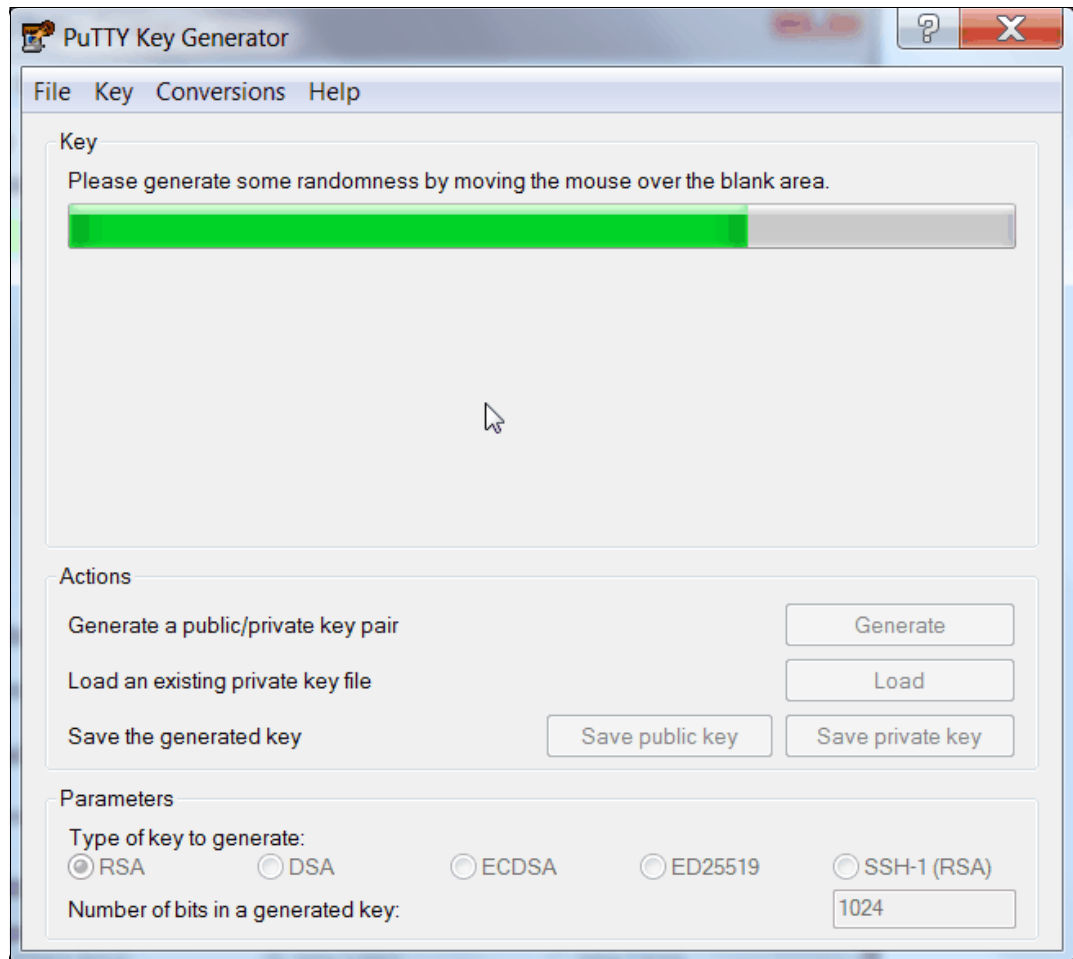 PuTTY Key Generator
File Key Conversions Help
Key
Please generate some randomness by moving the mouse over the blank area.
Actions
Generate a public/private key pair
Generate
Load an existing private key file
Load
Save the generated key
Save public key
Save private key
Parameters
Type of key to generate:
RSA DSA ECDSA ED25519 SSH-1 (RSA)
Number of bits in a generated key:
1024